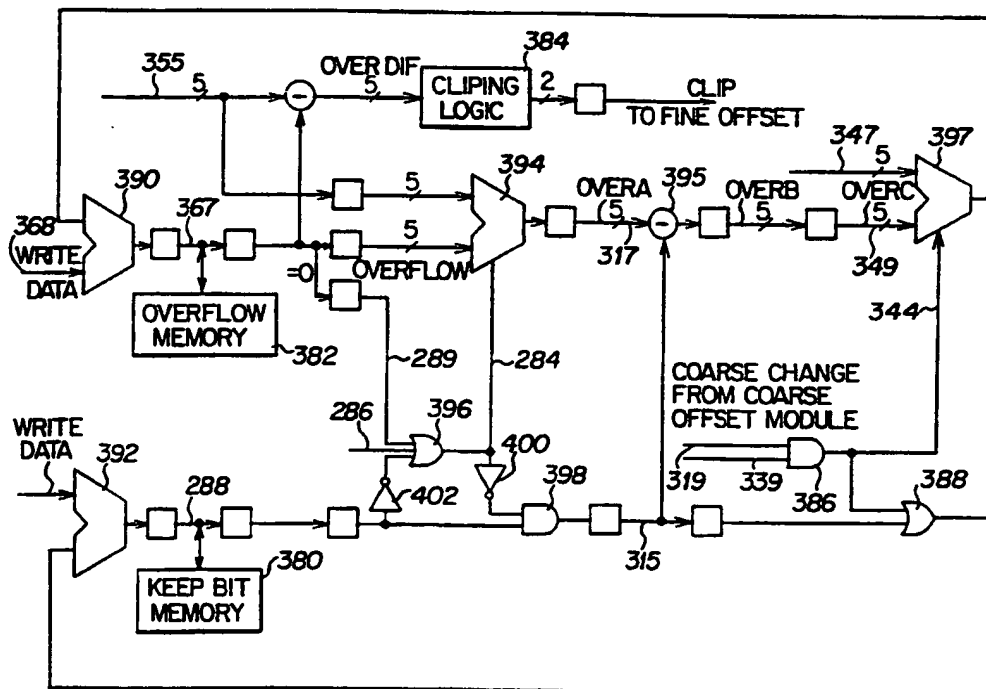 355
5
OVER DIF
5
384
CLIPING
LOGIC
2
CLIP
TO FINE OFFSET
347
5
397
390
394
5
OVERA
5
317
395
OVERB
5
OVERC
5
349
368
WRITE
DATA
367
=0
5
OVERFLOW
OVERFLOW
MEMORY
382
289
284
344
COARSE CHANGE
FROM COARSE
OFFSET MODULE
WRITE
DATA
392
286
396
400
319
339
386
388
288
402
398
315
KEEP BIT
MEMORY
380